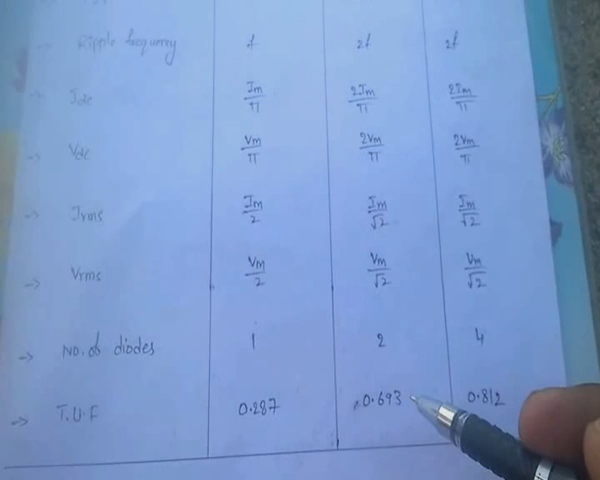 -> Ripple frequency f 2f 2f
-> Idc Im/π 2Im/π 2Im/π
-> Vdc Vm/π 2Vm/π 2Vm/π
-> Irms Im/2 Im/√2 Im/√2
-> Vrms Vm/2 Vm/√2 Vm/√2
-> No. of diodes 1 2 4
-> T.U.F 0.287 0.693 0.812